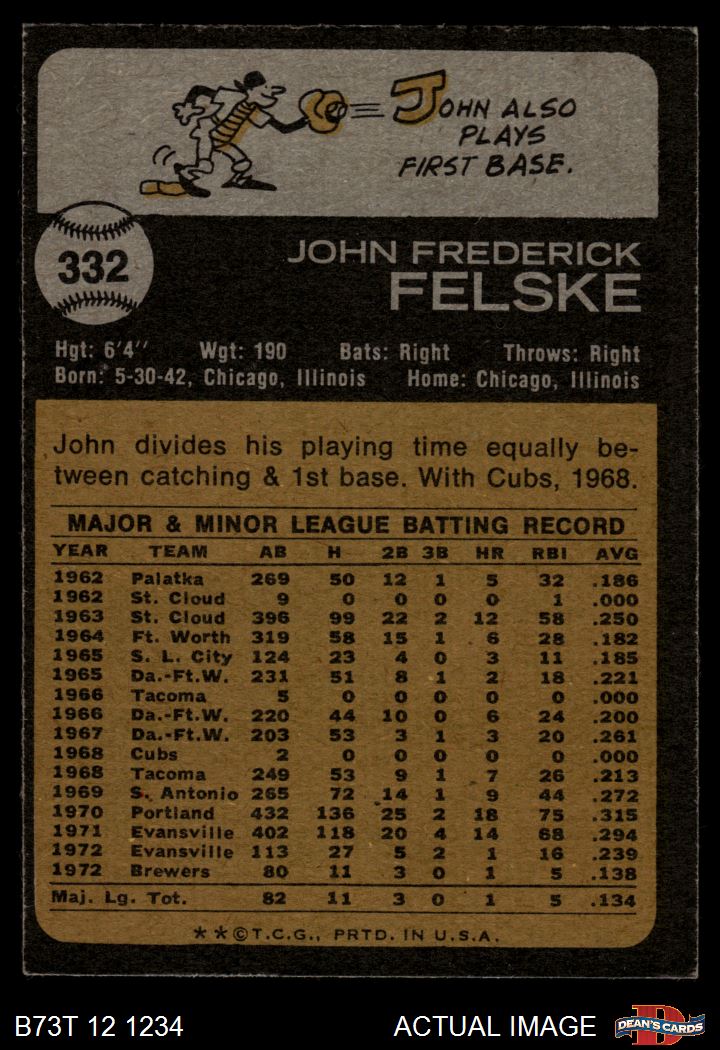 JOHN ALSO
PLAYS
FIRST BASE.
332
JOHN FREDERICK
FELSKE
Hgt: 6'4'' Wgt: 190 Bats: Right Throws: Right
Born: 5-30-42, Chicago, Illinois Home: Chicago, Illinois
John divides his playing time equally be-
tween catching & 1st base. With Cubs, 1968.
MAJOR & MINOR LEAGUE BATTING RECORD
YEAR TEAM AB H 2B 3B HR RBI AVG
1962 Palatka 269 50 12 1 5 32 .186
1962 St. Cloud 9 0 0 0 0 1 .000
1963 St. Cloud 396 99 22 2 12 58 .250
1964 Ft. Worth 319 58 15 1 6 28 .182
1965 S. L. City 124 23 4 0 3 11 .185
1965 Da.-Ft.W. 231 51 8 1 2 18 .221
1966 Tacoma 5 0 0 0 0 0 .000
1966 Da.-Ft.W. 220 44 10 0 6 24 .200
1967 Da.-Ft.W. 203 53 3 1 3 20 .261
1968 Cubs 2 0 0 0 0 0 .000
1968 Tacoma 249 53 9 1 7 26 .213
1969 S. Antonio 265 72 14 1 9 44 .272
1970 Portland 432 136 25 2 18 75 .315
1971 Evansville 402 118 20 4 14 68 .294
1972 Evansville 113 27 5 2 1 16 .239
1972 Brewers 80 11 3 0 1 5 .138
Maj. Lg. Tot. 82 11 3 0 1 5 .134
**©T.C.G., PRTD. IN U.S.A.
B73T 12 1234 ACTUAL IMAGE
D
DEAN'S CARDS